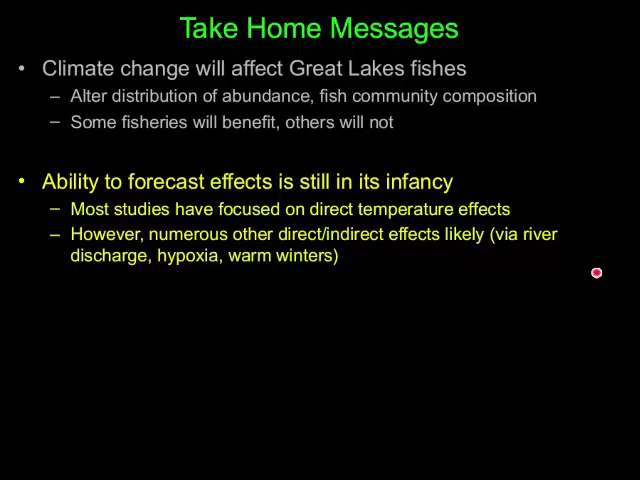 Take Home Messages
• Climate change will affect Great Lakes fishes
– Alter distribution of abundance, fish community composition
– Some fisheries will benefit, others will not
• Ability to forecast effects is still in its infancy
– Most studies have focused on direct temperature effects
– However, numerous other direct/indirect effects likely (via river
discharge, hypoxia, warm winters)